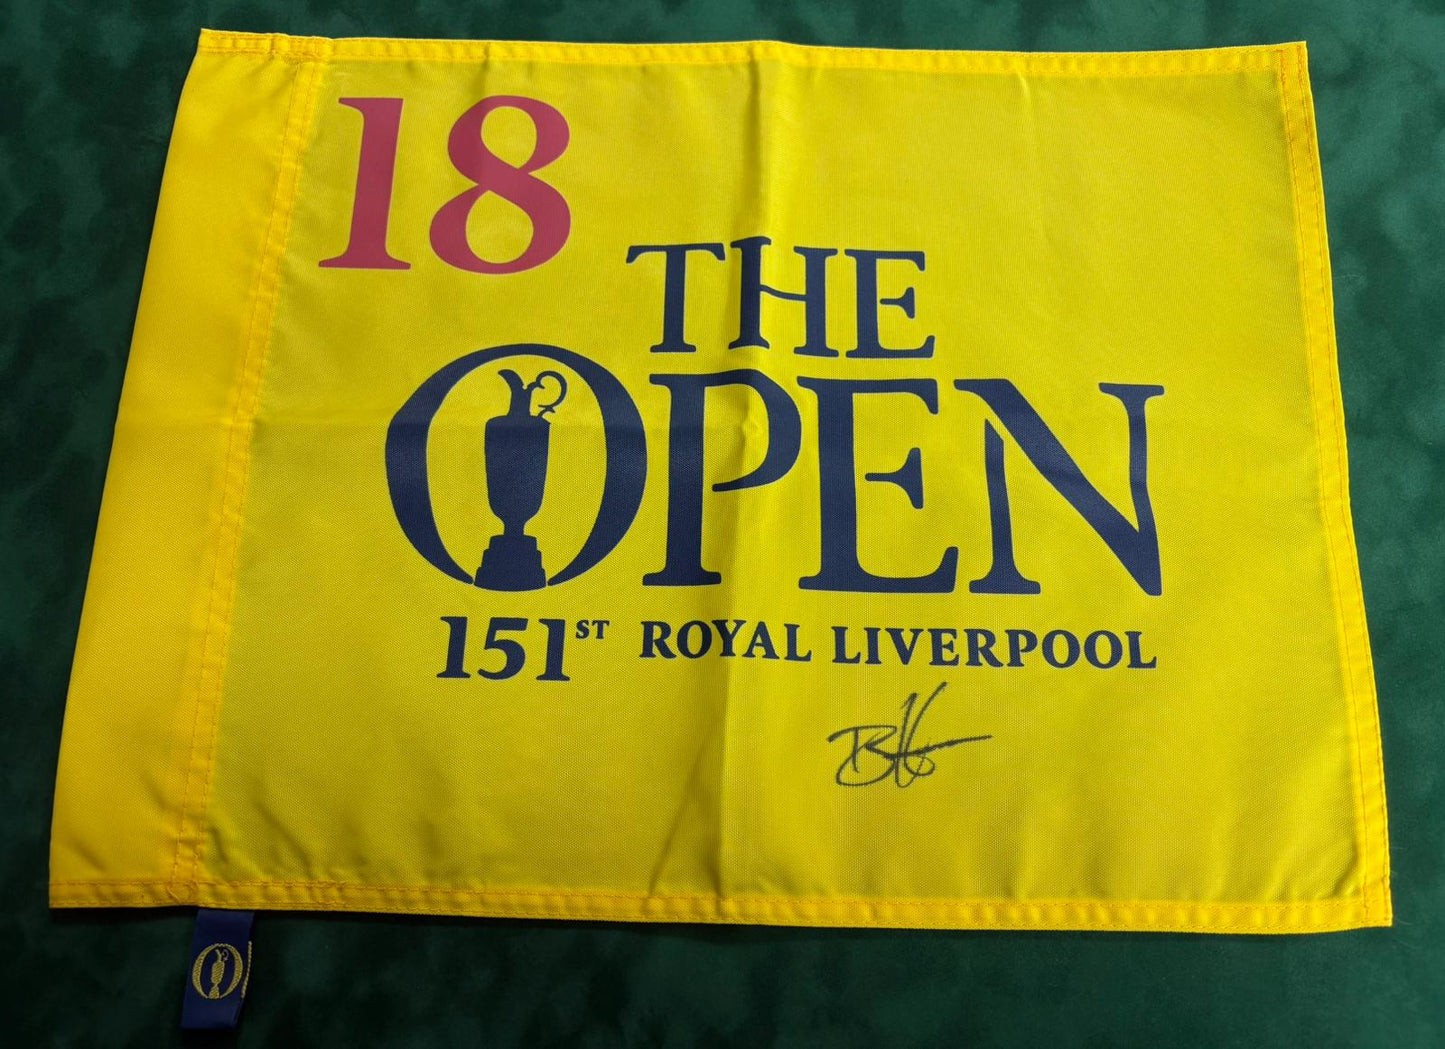 18
THE
OPEN
151ST ROYAL LIVERPOOL